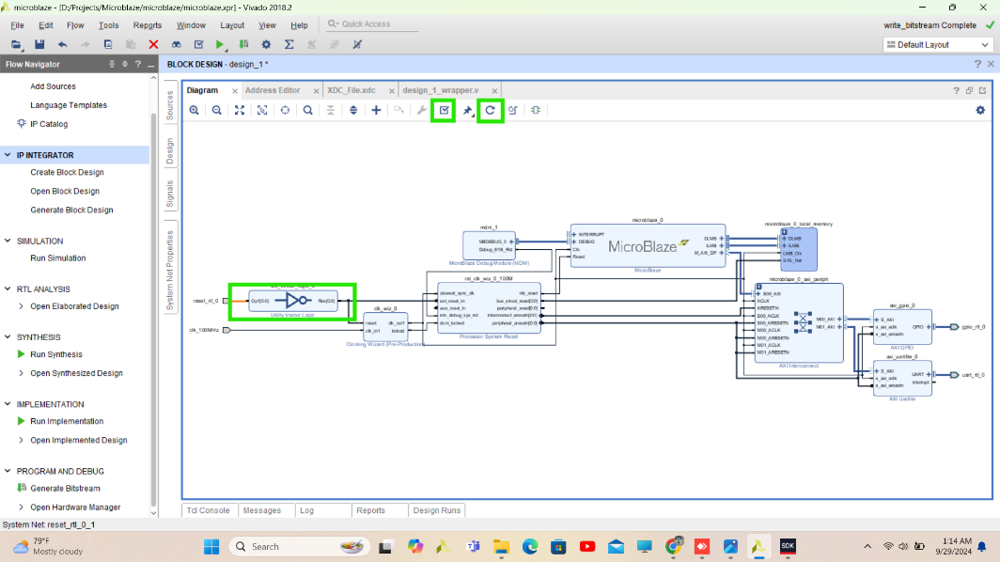 microblaze - [D:/Projects/Microblaze/microblaze/microblaze.xpr] - Vivado 2018.2
File Edit Flow Tools Reports Window Layout View Help Quick Access
write_bitstream Complete
Default Layout
Flow Navigator
BLOCK DESIGN - design_1 *
Add Sources
Language Templates
IP Catalog
IP INTEGRATOR
Create Block Design
Open Block Design
Generate Block Design
SIMULATION
Run Simulation
RTL ANALYSIS
Open Elaborated Design
SYNTHESIS
Run Synthesis
Open Synthesized Design
IMPLEMENTATION
Run Implementation
Open Implemented Design
PROGRAM AND DEBUG
Generate Bitstream
Open Hardware Manager
Sources
Design
Signals
System Net Properties
Diagram
Address Editor
XDC_File.xdc
design_1_wrapper.v
reset_rtl_0
Op1[0:0]
Res[0:0]
Utility Vector Logic
clk_100MHz
clk_wiz_0
reset
clk_out1
clk_in1
locked
Clocking Wizard (Pre-Production)
mdm_1
MBDEBUG_0
Debug_SYS_Rst
MicroBlaze Debug Module (MDM)
rst_clk_wiz_0_100M
slowest_sync_clk
mb_reset
ext_reset_in
bus_struct_reset[0:0]
aux_reset_in
peripheral_reset[0:0]
mb_debug_sys_rst
dcm_locked
peripheral_aresetn[0:0]
Processor System Reset
microblaze_0
INTERRUPT
DLMB
DEBUG
ILMB
Clk
M_AXI_DP
Reset
MicroBlaze
MicroBlaze
microblaze_0_local_memory
DLMB
ILMB
LMB_Clk
SYS_Rst
microblaze_0_axi_periph
S00_AXI
ACLK
ARESETN
S00_ACLK
M00_AXI
S00_ARESETN
M01_AXI
M00_ACLK
M00_ARESETN
M01_ACLK
M01_ARESETN
AXI Interconnect
axi_gpio_0
S_AXI
s_axi_aclk
GPIO
s_axi_aresetn
AXI GPIO
gpio_rtl_0
axi_uartlite_0
S_AXI
UART
s_axi_aclk
interrupt
s_axi_aresetn
AXI Uartlite
uart_rtl_0
Tcl Console Messages Log Reports Design Runs
System Net: reset_rtl_0_1
79°F
Mostly cloudy
Search
SDK
1:14 AM
9/29/2024